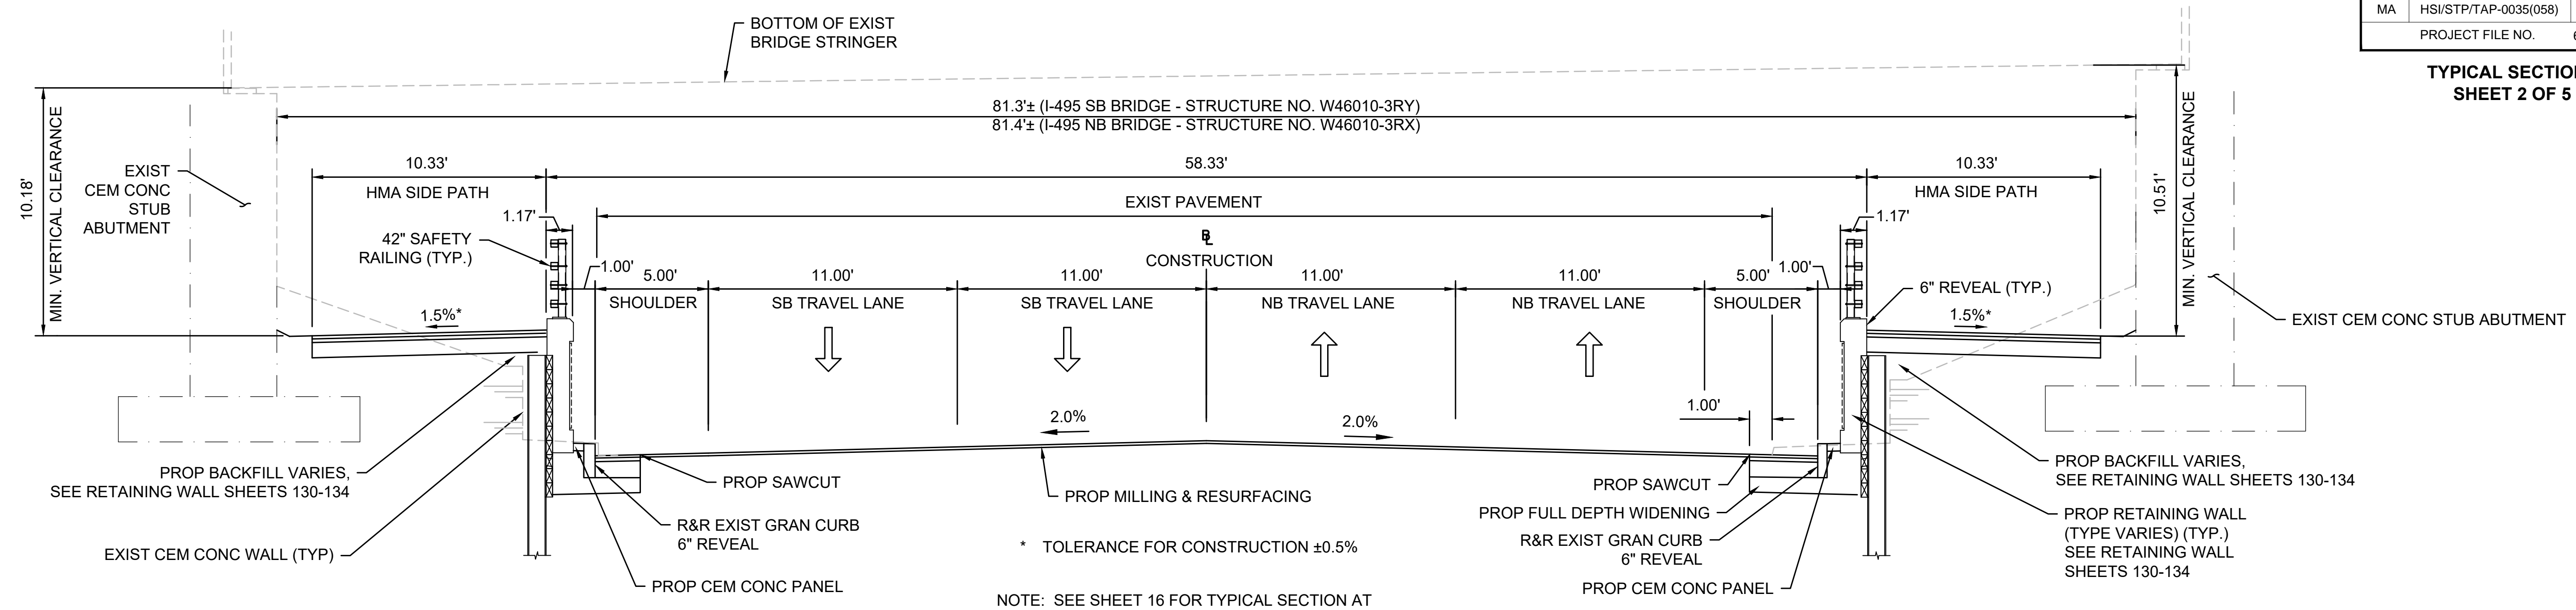 MA HSI/STP/TAP-0035(058)
PROJECT FILE NO.
TYPICAL SECTION
SHEET 2 OF 5
BOTTOM OF EXIST
BRIDGE STRINGER
81.3'± (I-495 SB BRIDGE - STRUCTURE NO. W46010-3RY)
81.4'± (I-495 NB BRIDGE - STRUCTURE NO. W46010-3RX)
10.18'
MIN. VERTICAL CLEARANCE
EXIST
CEM CONC
STUB
ABUTMENT
10.33'
HMA SIDE PATH
58.33'
10.33'
HMA SIDE PATH
10.51'
MIN. VERTICAL CLEARANCE
EXIST PAVEMENT
1.17'
1.17'
42" SAFETY
RAILING (TYP.)
BL
CONSTRUCTION
1.00'
5.00'
11.00'
11.00'
11.00'
11.00'
5.00'
1.00'
SHOULDER
SB TRAVEL LANE
SB TRAVEL LANE
NB TRAVEL LANE
NB TRAVEL LANE
SHOULDER
6" REVEAL (TYP.)
1.5%*
1.5%*
EXIST CEM CONC STUB ABUTMENT
2.0%
2.0%
1.00'
PROP BACKFILL VARIES,
SEE RETAINING WALL SHEETS 130-134
PROP SAWCUT
PROP MILLING & RESURFACING
PROP SAWCUT
PROP BACKFILL VARIES,
SEE RETAINING WALL SHEETS 130-134
EXIST CEM CONC WALL (TYP)
R&R EXIST GRAN CURB
6" REVEAL
PROP FULL DEPTH WIDENING
R&R EXIST GRAN CURB
6" REVEAL
PROP RETAINING WALL
(TYPE VARIES) (TYP.)
SEE RETAINING WALL
SHEETS 130-134
* TOLERANCE FOR CONSTRUCTION ±0.5%
PROP CEM CONC PANEL
PROP CEM CONC PANEL
NOTE: SEE SHEET 16 FOR TYPICAL SECTION AT